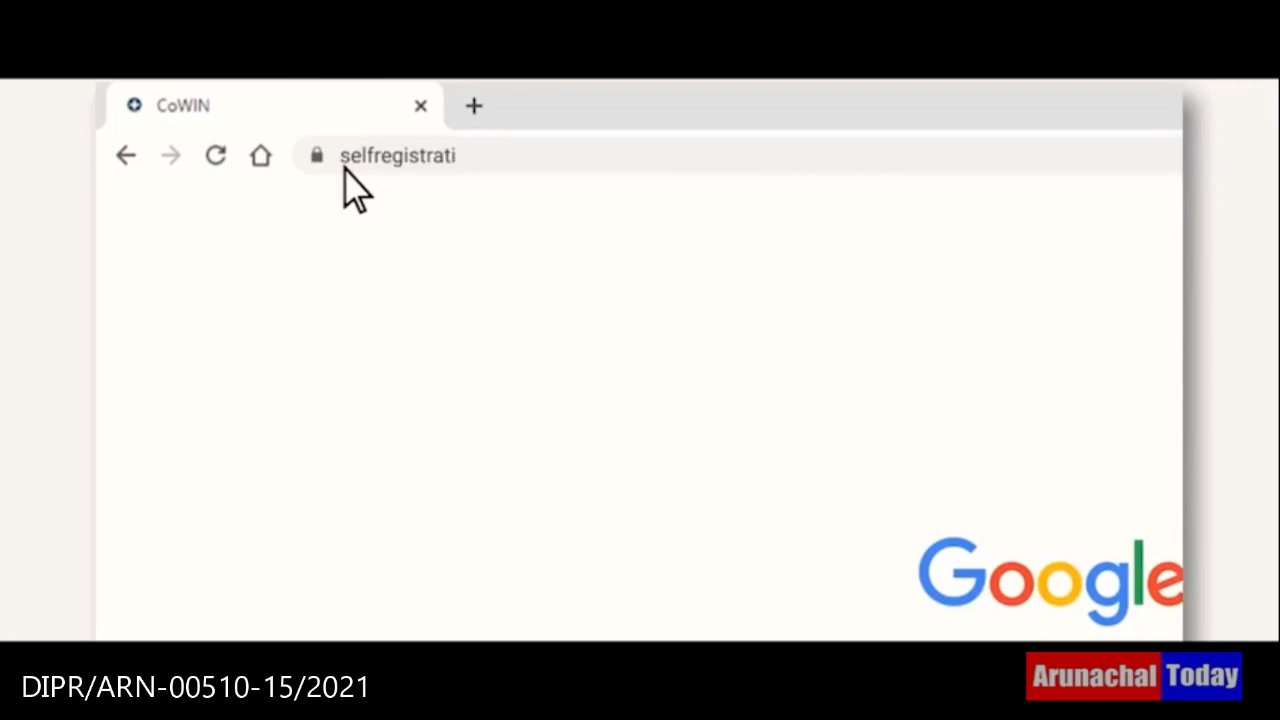 CoWIN
selfregistrati
Google
DIPR/ARN-00510-15/2021
Arunachal Today